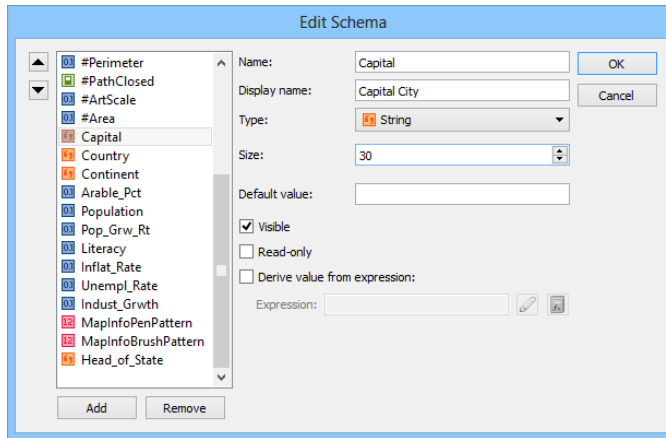 Edit Schema
#Perimeter
#PathClosed
#ArtScale
#Area
Capital
Country
Continent
Arable_Pct
Population
Pop_Grw_Rt
Literacy
Inflat_Rate
Unempl_Rate
Indust_Grwth
MapInfoPenPattern
MapInfoBrushPattern
Head_of_State
Add Remove
Name: Capital
Display name: Capital City
Type: String
Size: 30
Default value:
Visible
Read-only
Derive value from expression:
Expression:
OK
Cancel